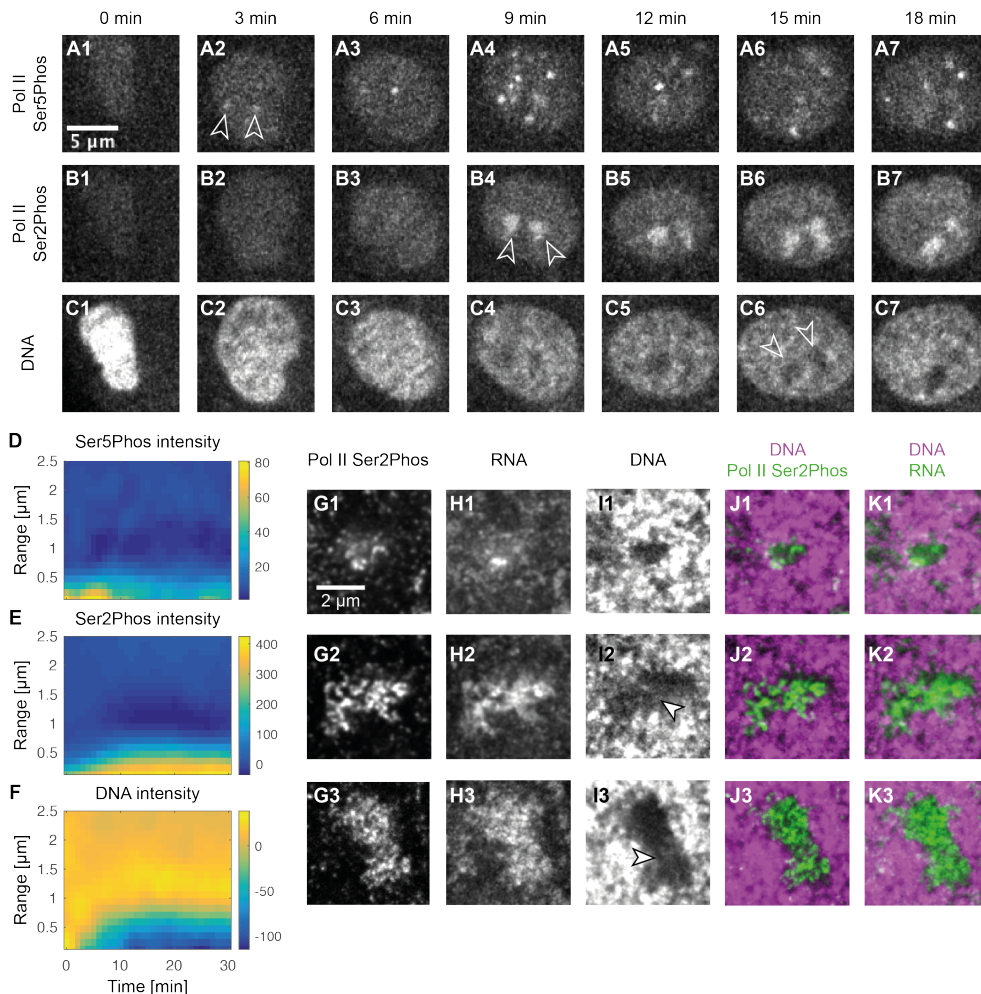 0 min 3 min 6 min 9 min 12 min 15 min 18 min
Pol II
Ser5Phos
A1 A2 A3 A4 A5 A6 A7
5 µm
Pol II
Ser2Phos
B1 B2 B3 B4 B5 B6 B7
DNA
C1 C2 C3 C4 C5 C6 C7
D
Ser5Phos intensity
Range [µm]
2.5
2
1.5
1
0.5
80
60
40
20
E
Ser2Phos intensity
Range [µm]
2.5
2
1.5
1
0.5
400
300
200
100
0
F
DNA intensity
Range [µm]
2.5
2
1.5
1
0.5
0
-50
-100
0 10 20 30
Time [min]
Pol II Ser2Phos RNA DNA
DNA
Pol II Ser2Phos
DNA
RNA
G1 H1 I1 J1 K1
2 µm
G2 H2 I2 J2 K2
G3 H3 I3 J3 K3